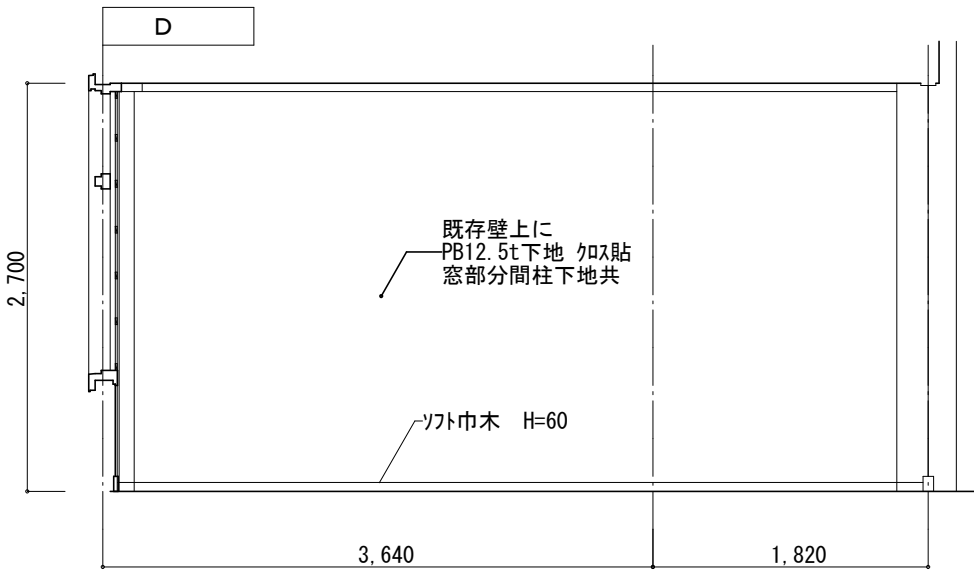 D
既存壁上に
PB12.5t下地 ｸﾛｽ貼
窓部分間柱下地共
2,700
ｿﾌﾄ巾木　H=60
3,640
1,820